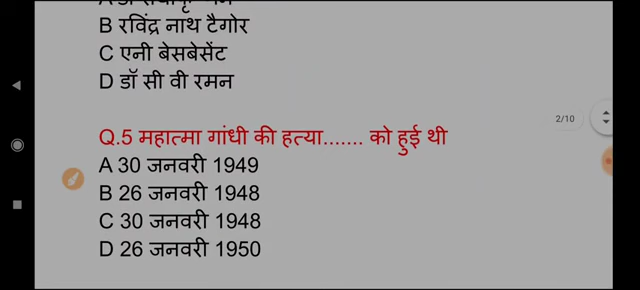 B रविंद्र नाथ टैगोर
C एनी बेसबेसेंट
D डॉ सी वी रमन
2/10
Q.5 महात्मा गांधी की हत्या....... को हुई थी
A 30 जनवरी 1949
B 26 जनवरी 1948
C 30 जनवरी 1948
D 26 जनवरी 1950